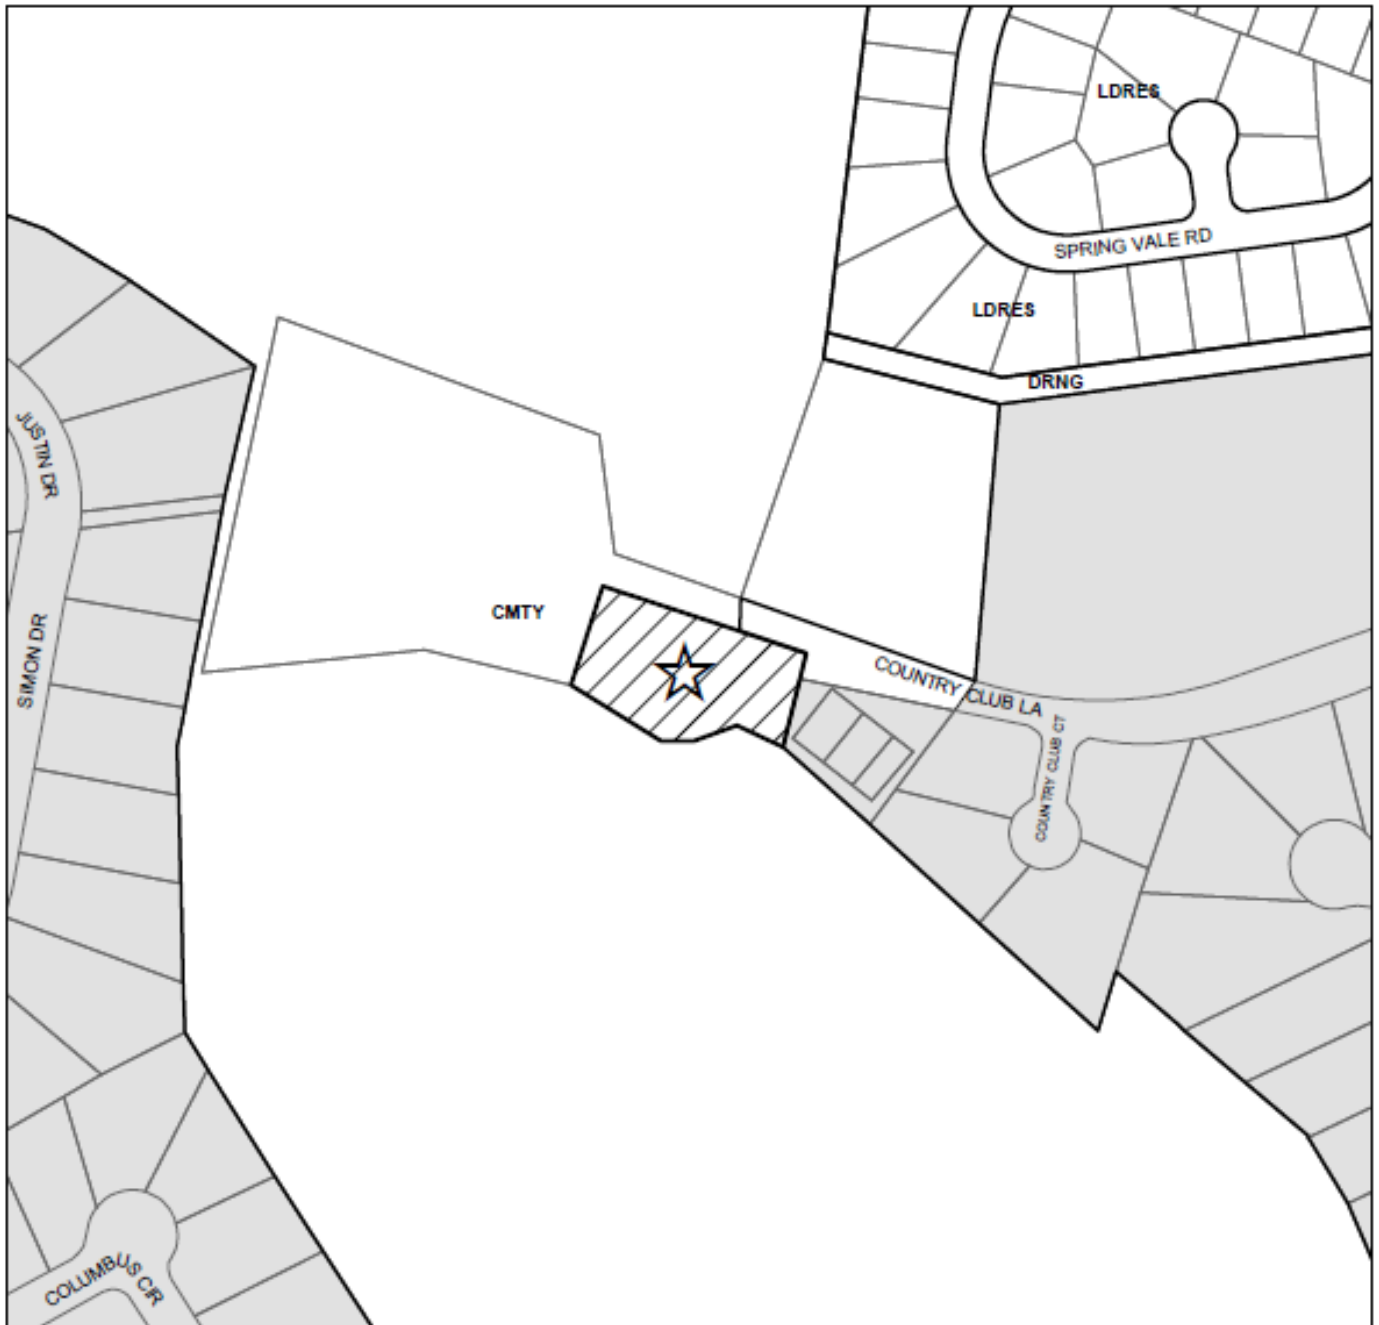 LDRES
SPRING VALE RD
LDRES
DRNG
JUSTIN DR
CMTY
SIMON DR
COUNTRY CLUB LA
COUNTRY CLUB CT
COLUMBUS CIR